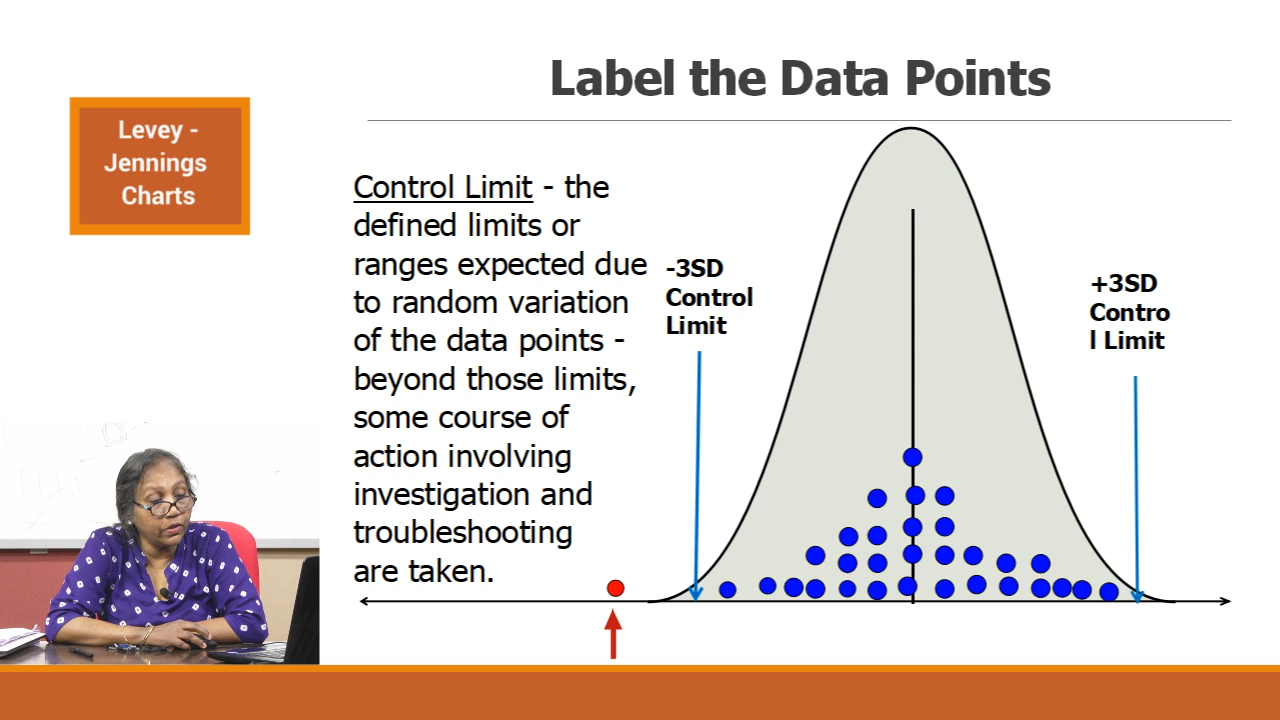 Label the Data Points
Levey -
Jennings
Charts
Control Limit - the
defined limits or
ranges expected due
to random variation
of the data points -
beyond those limits,
some course of
action involving
investigation and
troubleshooting
are taken.
-3SD
Control
Limit
+3SD
Contro
l Limit